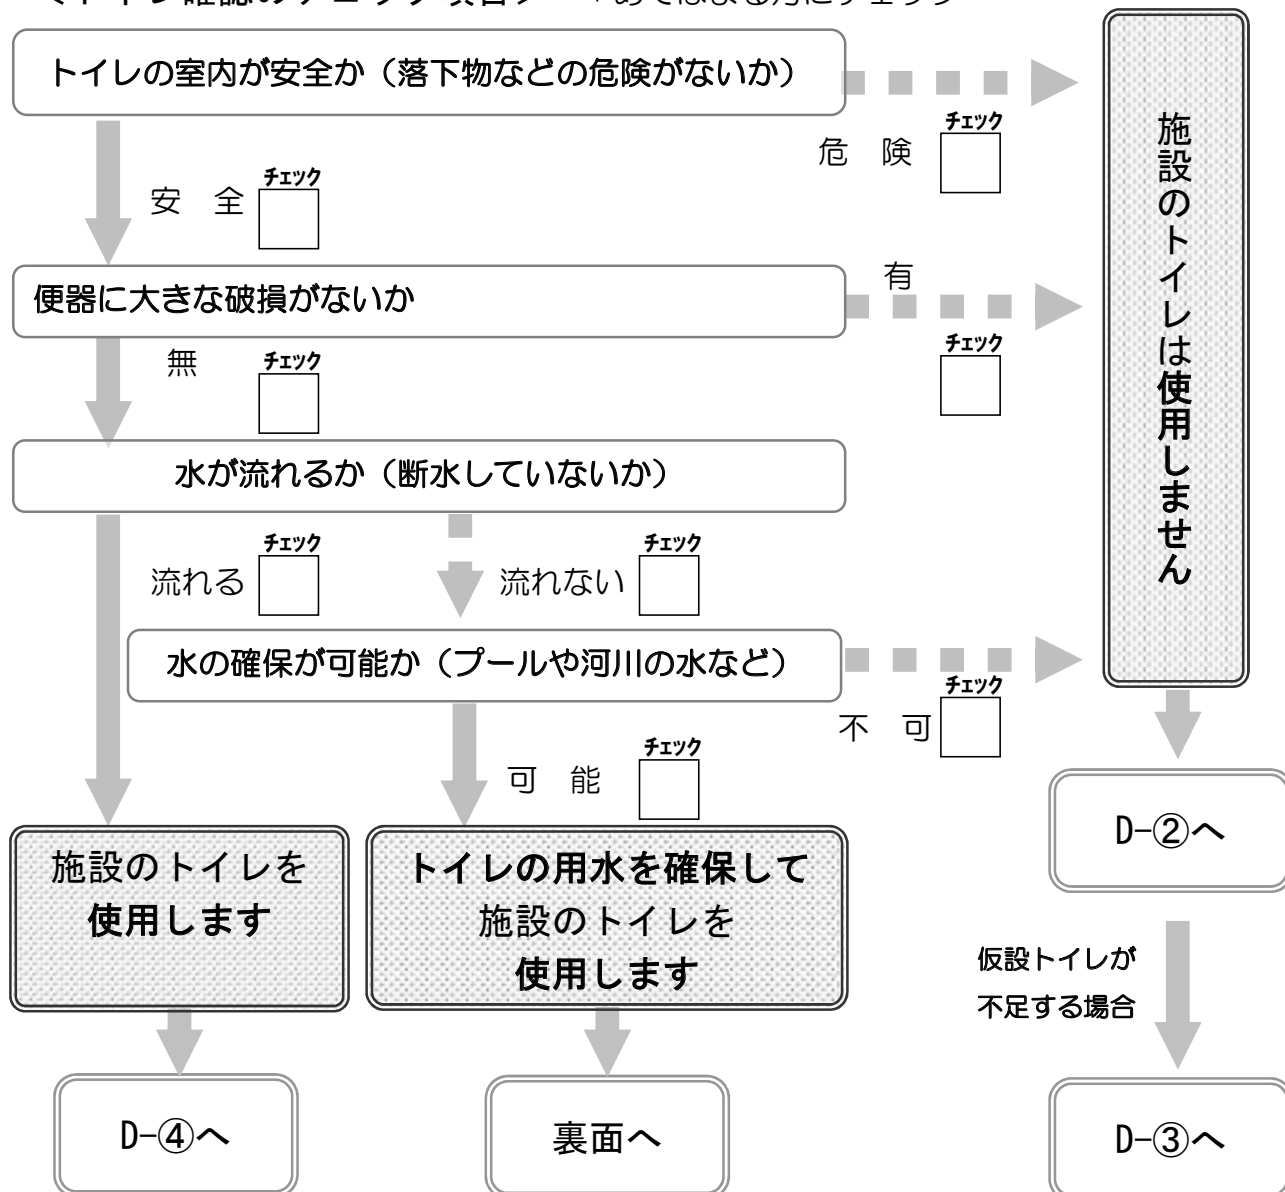 トイレの室内が安全か（落下物などの危険がないか）
チェック
危　険
チェック
安　全
便器に大きな破損がないか
有
チェック
無
チェック
水が流れるか（断水していないか）
チェック
流れる
チェック
流れない
水の確保が可能か（プールや河川の水など）
チェック
不　可
チェック
可　能
施設のトイレは使用しません
施設のトイレを
使用します
トイレの用水を確保して
施設のトイレを
使用します
D-②へ
仮設トイレが
不足する場合
D-④へ
裏面へ
D-③へ